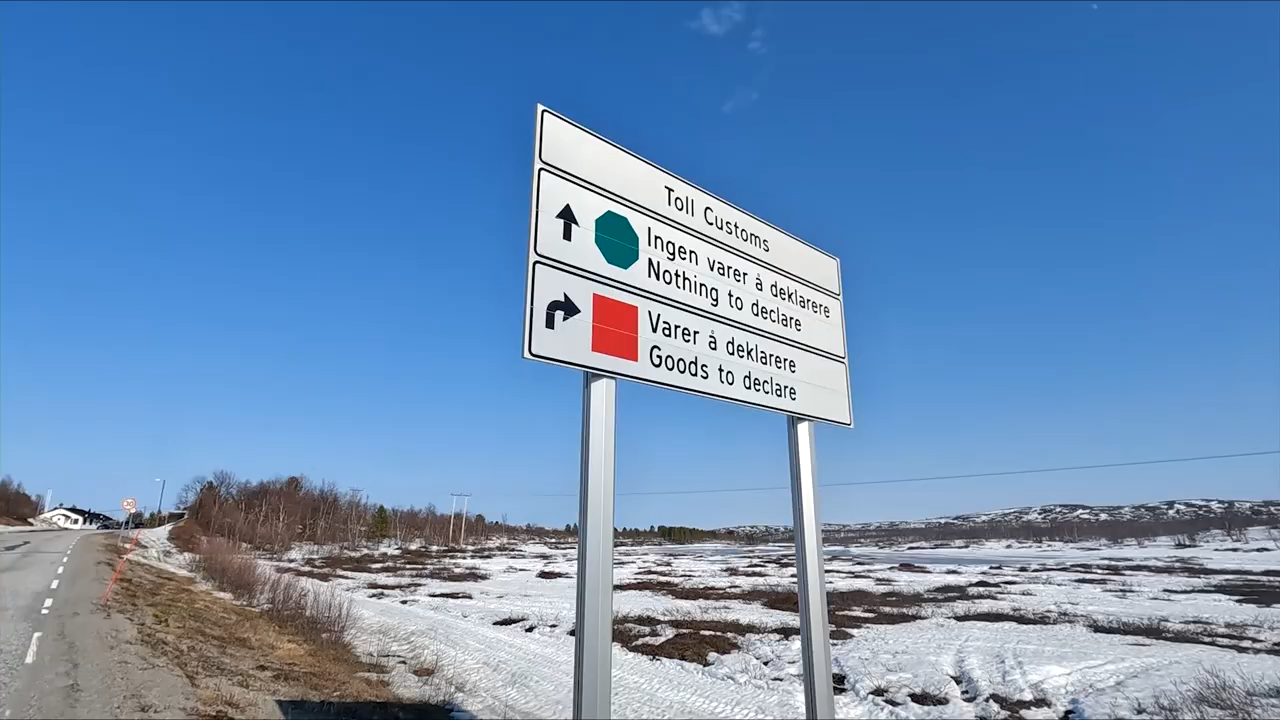 Toll Customs
Ingen varer å deklarere
Nothing to declare
Varer å deklarere
Goods to declare